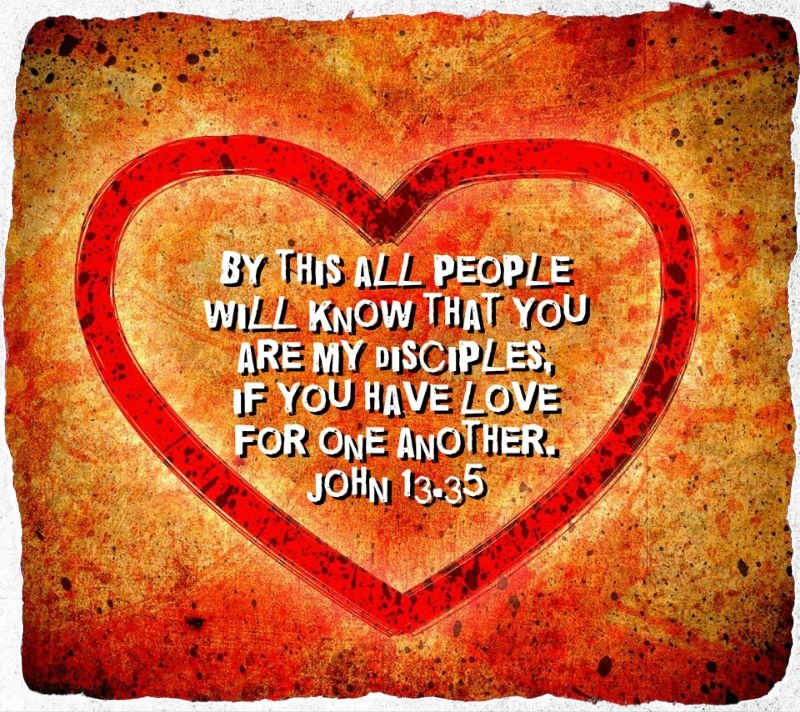 BY THIS ALL PEOPLE
WILL KNOW THAT YOU
ARE MY DISCIPLES,
IF YOU HAVE LOVE
FOR ONE ANOTHER.
JOHN 13.35